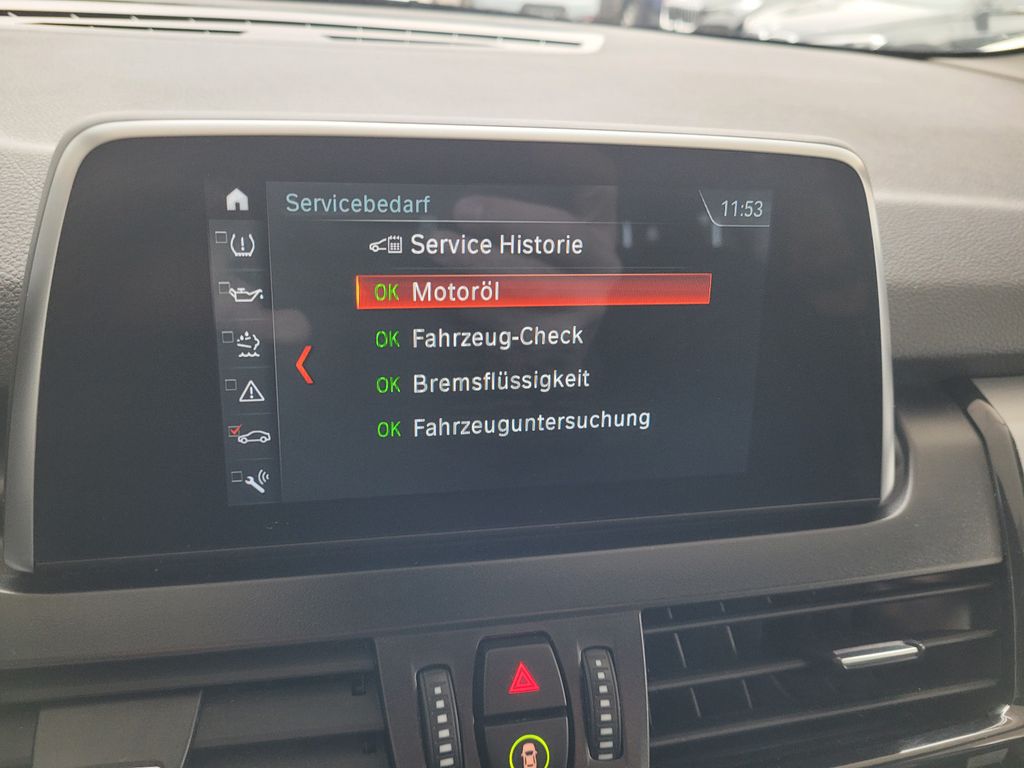 Servicebedarf
11:53
Service Historie
OK Motoröl
OK Fahrzeug-Check
OK Bremsflüssigkeit
OK Fahrzeuguntersuchung